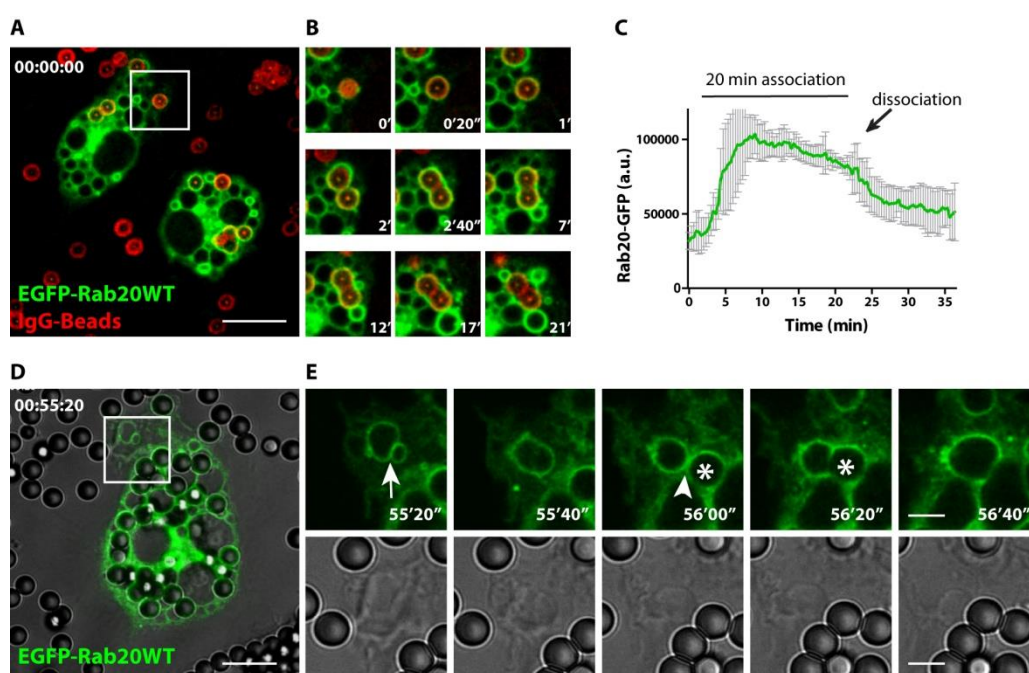 A
00:00:00
EGFP-Rab20WT
IgG-Beads
B
0′
0′20″
1′
2′
2′40″
7′
12′
17′
21′
C
20 min association
dissociation
Rab20-GFP (a.u.)
100000
50000
0
0 5 10 15 20 25 30 35
Time (min)
D
00:55:20
EGFP-Rab20WT
E
55′20″
55′40″
*
56′00″
*
56′20″
56′40″